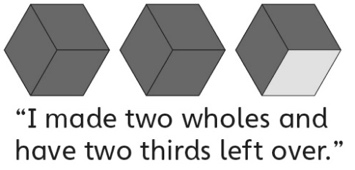 “I made two wholes and
have two thirds left over.”